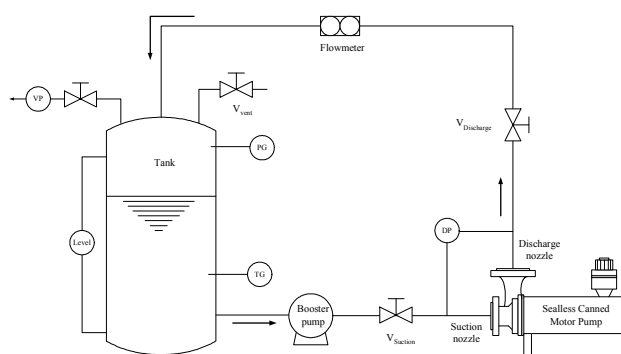 Flowmeter
VP
V_vent
V_Discharge
Tank
PG
Level
TG
DP
Discharge
nozzle
Booster
pump
V_Suction
Suction
nozzle
Sealless Canned
Motor Pump